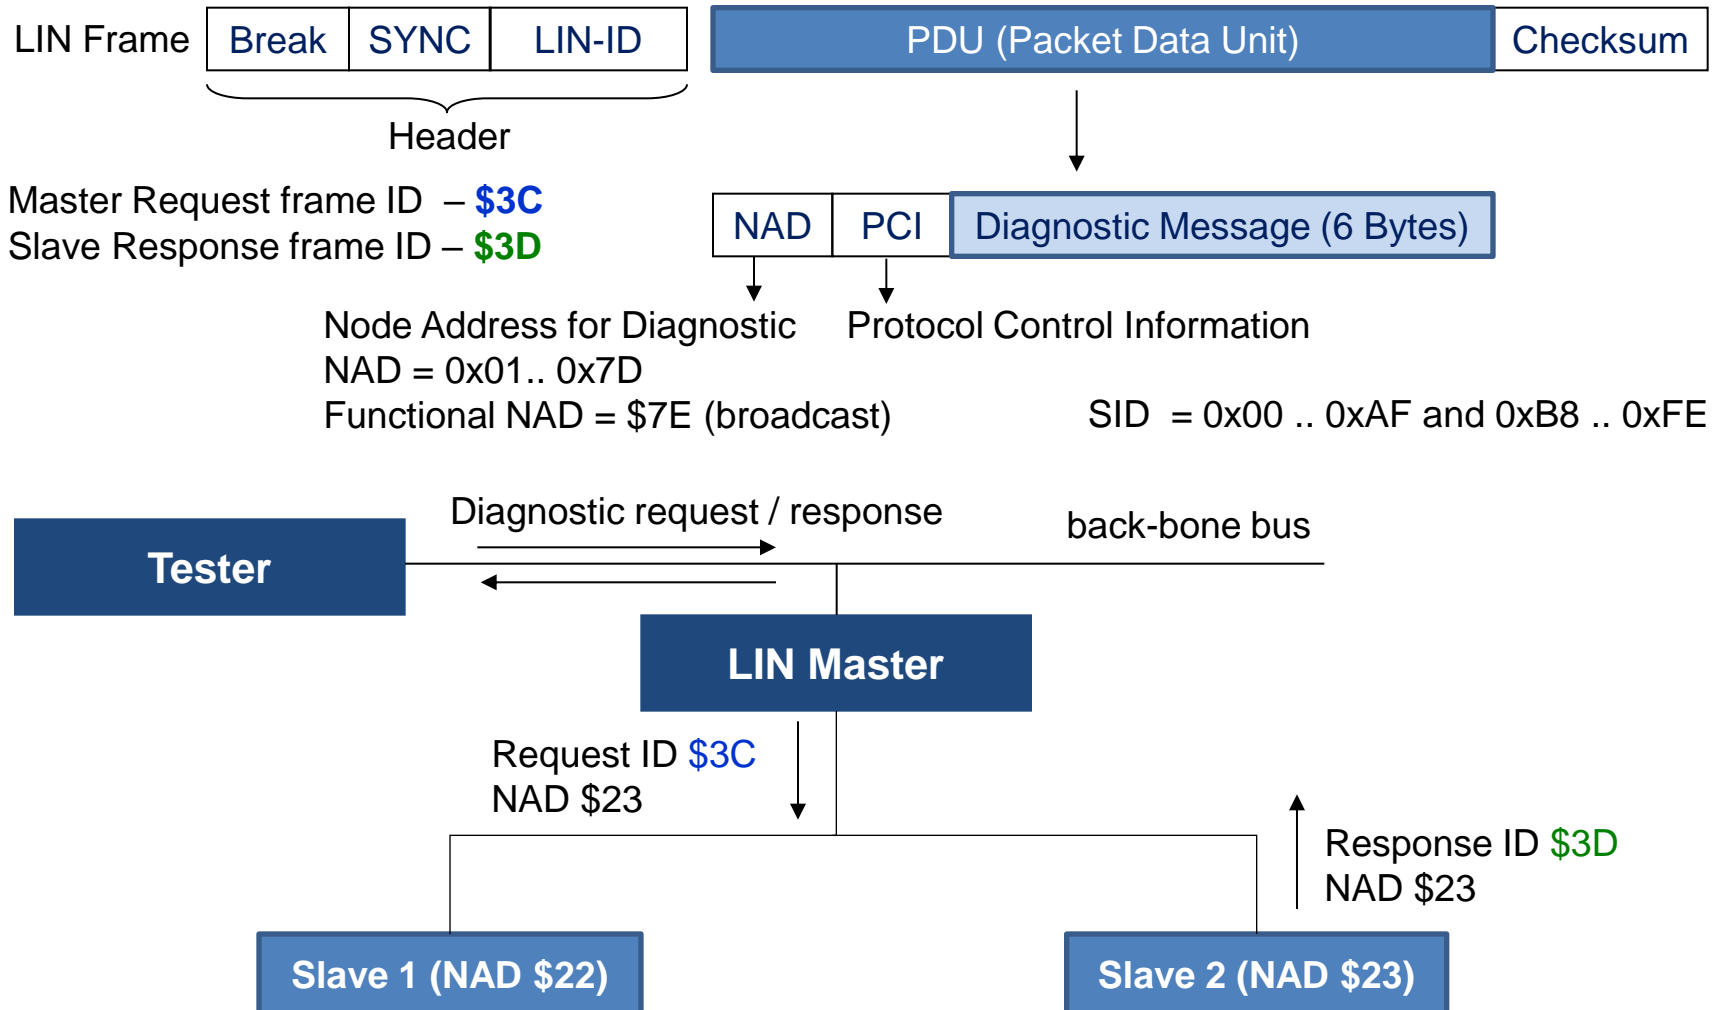 LIN Frame Break SYNC LIN-ID PDU (Packet Data Unit) Checksum
Header
Master Request frame ID – $3C
Slave Response frame ID – $3D
NAD PCI Diagnostic Message (6 Bytes)
Node Address for Diagnostic
NAD = 0x01.. 0x7D
Functional NAD = $7E (broadcast)
Protocol Control Information
SID = 0x00 .. 0xAF and 0xB8 .. 0xFE
Diagnostic request / response
back-bone bus
Tester
LIN Master
Request ID $3C
NAD $23
Response ID $3D
NAD $23
Slave 1 (NAD $22)
Slave 2 (NAD $23)